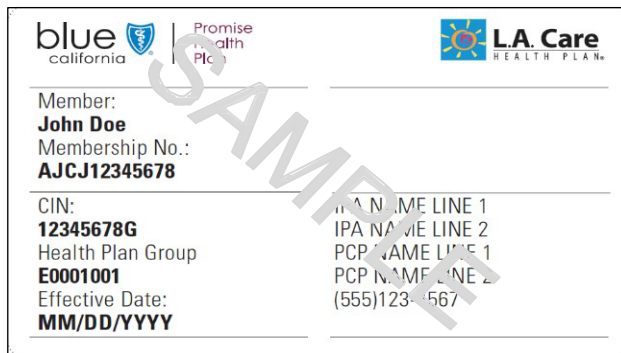 blue
california
Promise
Health
Plan
L.A. Care
HEALTH PLAN®
Member:
John Doe
Membership No.:
AJCJ12345678
CIN:
12345678G
Health Plan Group
E0001001
Effective Date:
MM/DD/YYYY
IPA NAME LINE 1
IPA NAME LINE 2
PCP NAME LINE 1
PCP NAME LINE 2
(555)123-4567
SAMPLE